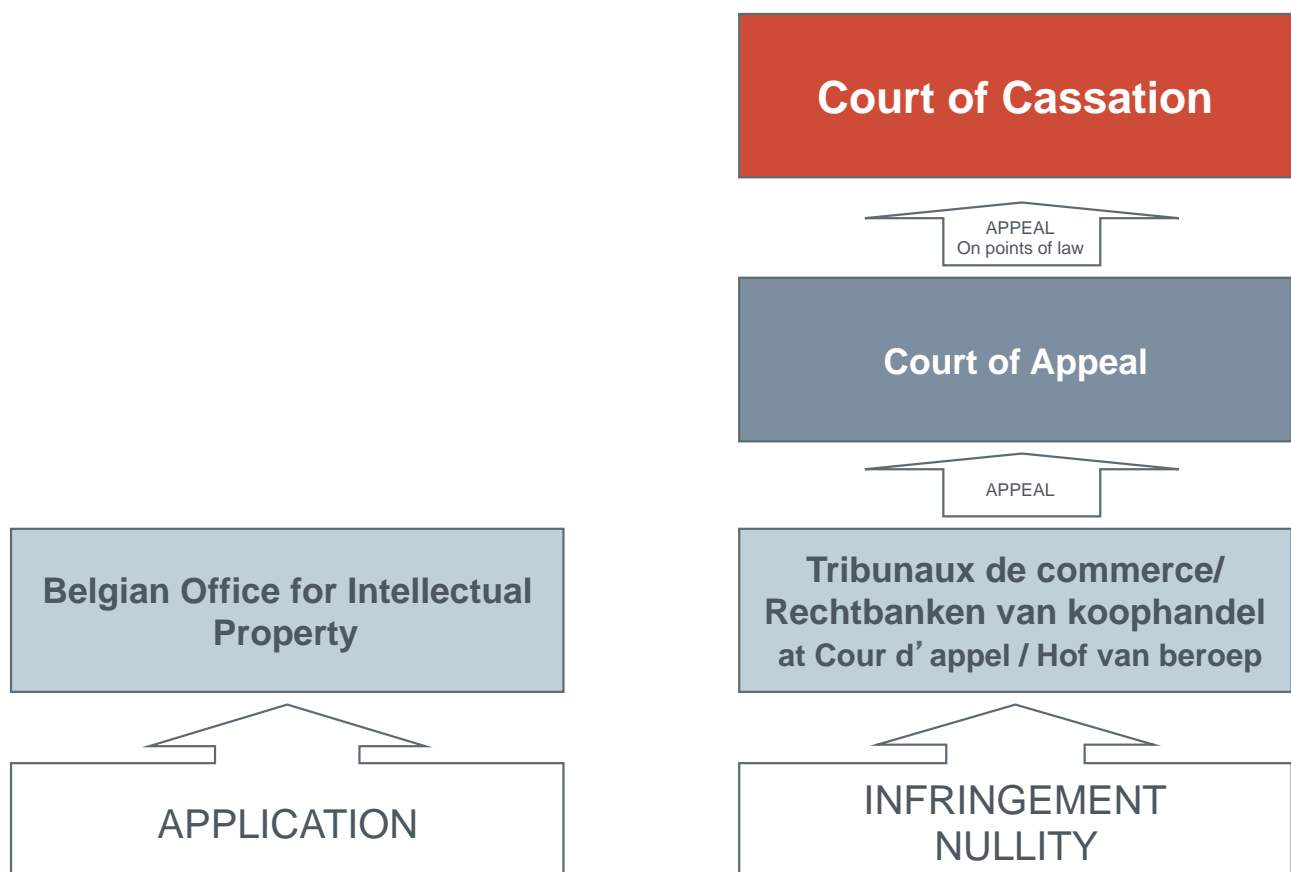 Court of Cassation
APPEAL
On points of law
Court of Appeal
APPEAL
Belgian Office for Intellectual
Property
Tribunaux de commerce/
Rechtbanken van koophandel
at Cour d’ appel / Hof van beroep
APPLICATION
INFRINGEMENT
NULLITY